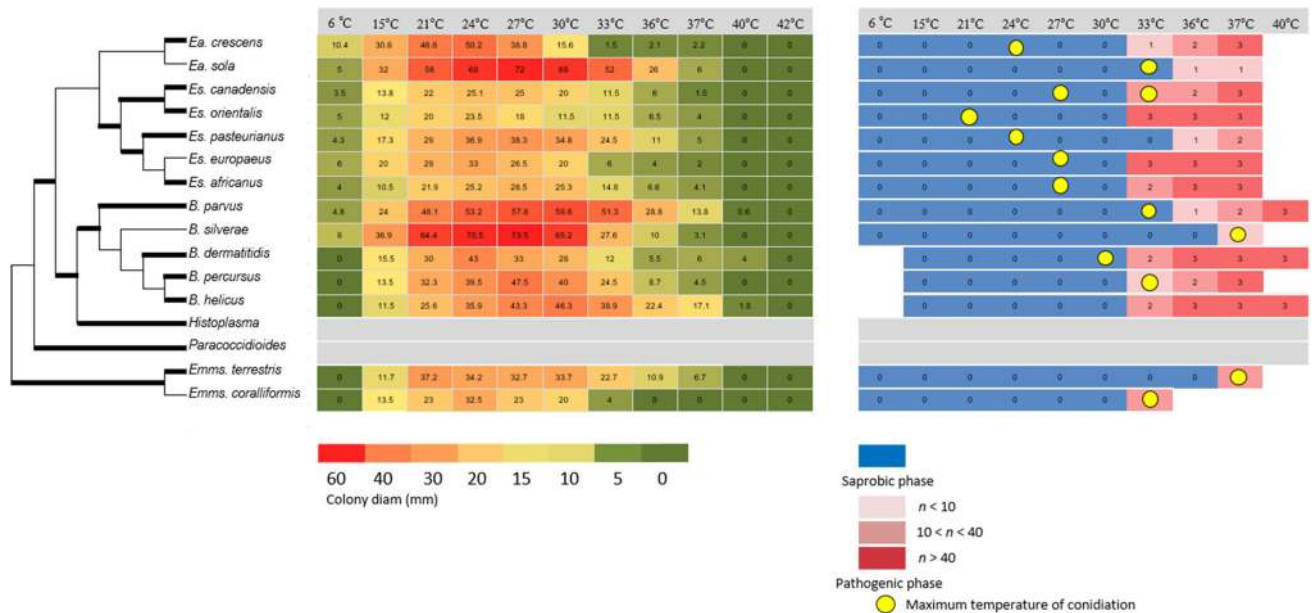 6 °C 15°C 21°C 24°C 27°C 30°C 33°C 36°C 37°C 40°C 42°C 6 °C 15°C 21°C 24°C 27°C 30°C 33°C 36°C 37°C 40°C
Ea. crescens 10.4 30.6 48.8 50.2 38.8 15.6 1.5 2.1 2.2 0 0 0 0 0 0 0 1 2 3
Ea. sola 5 32 58 68 72 68 52 26 6 0 0 0 0 0 0 0 0 1 1
Es. canadensis 3.5 13.8 22 25.1 25 20 11.5 6 1.5 0 0 0 0 0 0 0 2 3
Es. orientalis 5 12 20 23.5 18 11.5 11.5 6.5 4 0 0 0 0 0 0 0 3 3 3
Es. pasteurianus 4.3 17.3 29 36.9 38.3 34.8 24.5 11 5 0 0 0 0 0 0 0 0 1 2
Es. europaeus 6 20 29 33 26.5 20 6 4 2 0 0 0 0 0 0 0 3 3 3
Es. africanus 4 10.5 21.9 25.2 28.5 25.3 14.8 6.6 4.1 0 0 0 0 0 0 0 2 3 3
B. parvus 4.8 24 48.1 53.2 57.8 59.6 51.3 28.8 13.8 0.6 0 0 0 0 0 0 0 1 2 3
B. silverae 8 36.9 64.4 70.5 73.5 65.2 27.6 10 3.1 0 0 0 0 0 0 0 0 0 0
B. dermatitidis 0 15.5 30 43 33 28 12 5.5 6 4 0 0 0 0 0 2 3 3 3
B. percursus 0 13.5 32.3 39.5 47.5 40 24.5 8.7 4.5 0 0 0 0 0 0 0 2 3
B. helicus 0 11.5 25.6 35.9 43.3 46.3 38.9 22.4 17.1 1.8 0 0 0 0 0 0 2 3 3 3
Histoplasma
Paracoccidioides
Emms. terrestris 0 11.7 37.2 34.2 32.7 33.7 22.7 10.9 6.7 0 0 0 0 0 0 0 0 0 0
Emms. coralliformis 0 13.5 23 32.5 23 20 4 0 0 0 0 0 0 0 0 0 0
60 40 30 20 15 10 5 0
Colony diam (mm)
Saprobic phase
n < 10
10 < n < 40
n > 40
Pathogenic phase
Maximum temperature of conidiation